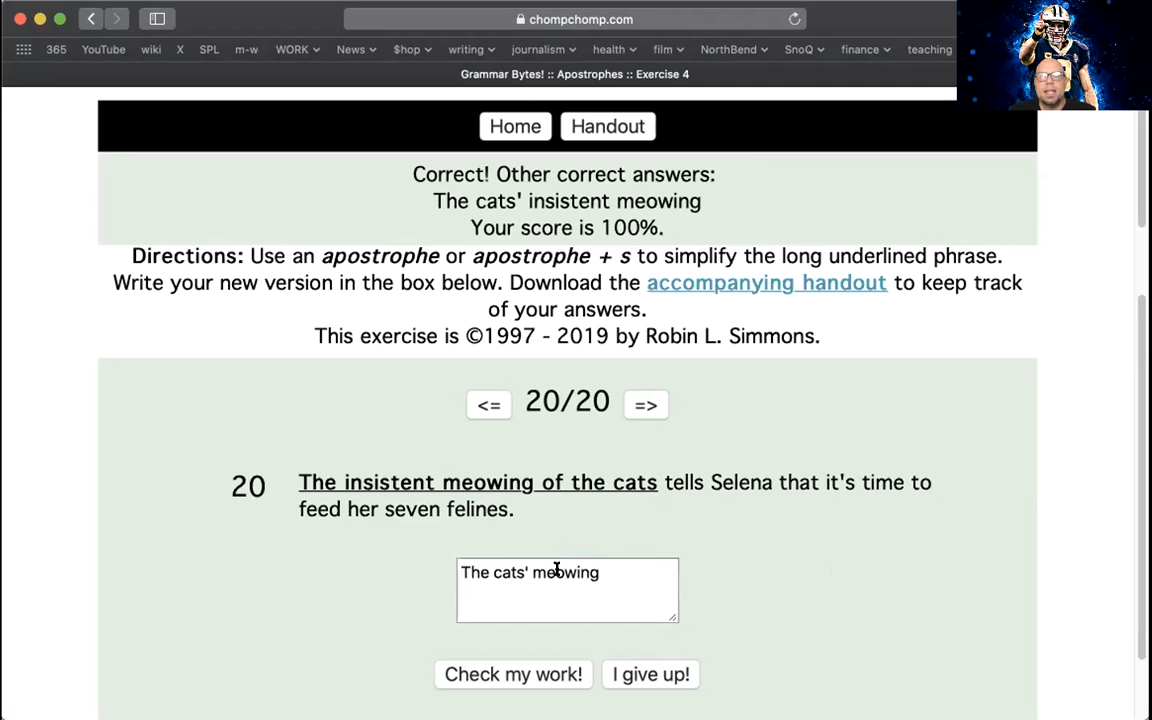 chompchomp.com
365 YouTube wiki X SPL m-w WORK News $hop writing journalism health film NorthBend SnoQ finance teaching
Grammar Bytes! :: Apostrophes :: Exercise 4
Home Handout
Correct! Other correct answers:
The cats' insistent meowing
Your score is 100%.
Directions: Use an apostrophe or apostrophe + s to simplify the long underlined phrase.
Write your new version in the box below. Download the accompanying handout to keep track
of your answers.
This exercise is ©1997 - 2019 by Robin L. Simmons.
<= 20/20 =>
20 The insistent meowing of the cats tells Selena that it's time to
feed her seven felines.
The cats' meowing
Check my work! I give up!